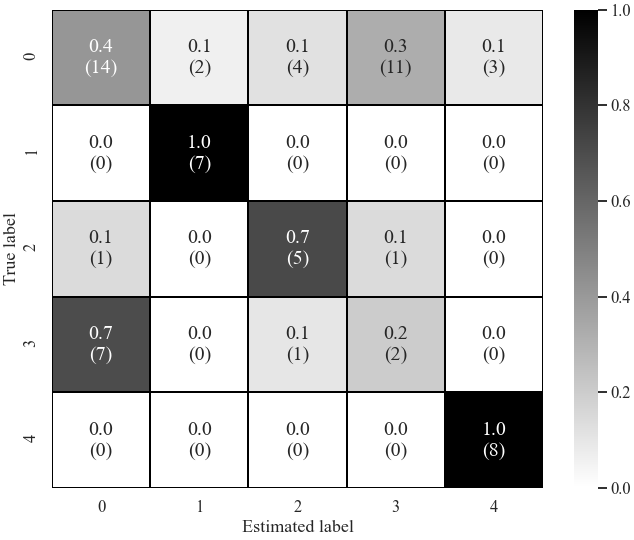 0.4 0.1 0.1 0.3 0.1 1.0
0 (14) (2) (4) (11) (3)
0.8
0.0 1.0 0.0 0.0 0.0
1 (0) (7) (0) (0) (0)
0.6
True label
0.1 0.0 0.7 0.1 0.0
2 (1) (0) (5) (1) (0)
0.4
0.7 0.0 0.1 0.2 0.0
3 (7) (0) (1) (2) (0)
0.2
0.0 0.0 0.0 0.0 1.0
4 (0) (0) (0) (0) (8)
0.0
0 1 2 3 4
Estimated label